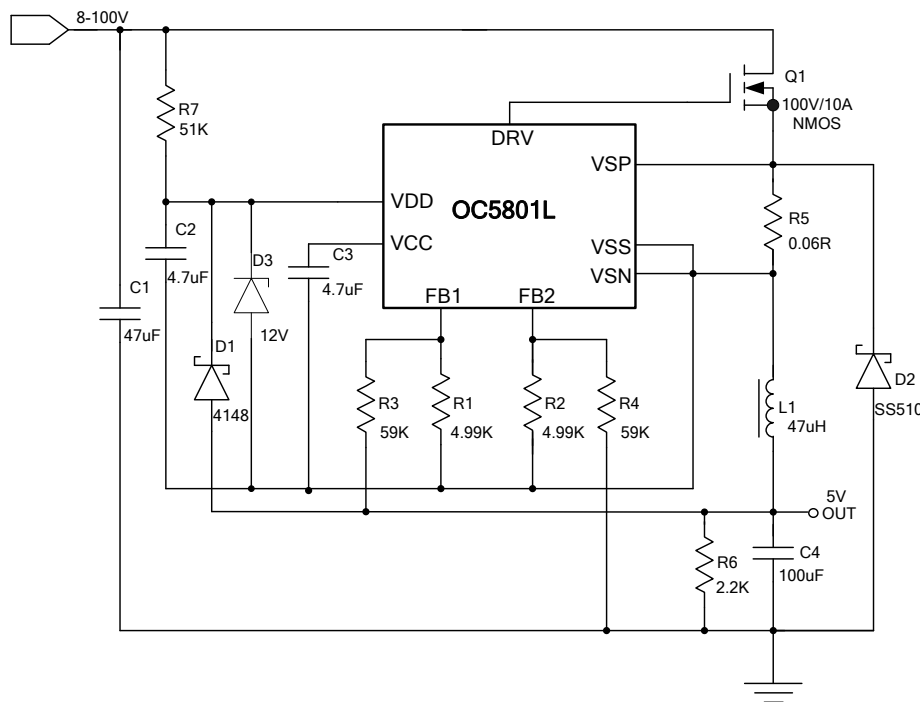 8-100V
R7
51K
Q1
100V/10A
NMOS
DRV
VSP
OC5801L
VDD
VCC
VSS
VSN
FB1
FB2
R5
0.06R
C2
4.7uF
D3
12V
C3
4.7uF
C1
47uF
D1
4148
R3
59K
R1
4.99K
R2
4.99K
R4
59K
L1
47uH
D2
SS510
5V
OUT
R6
2.2K
C4
100uF